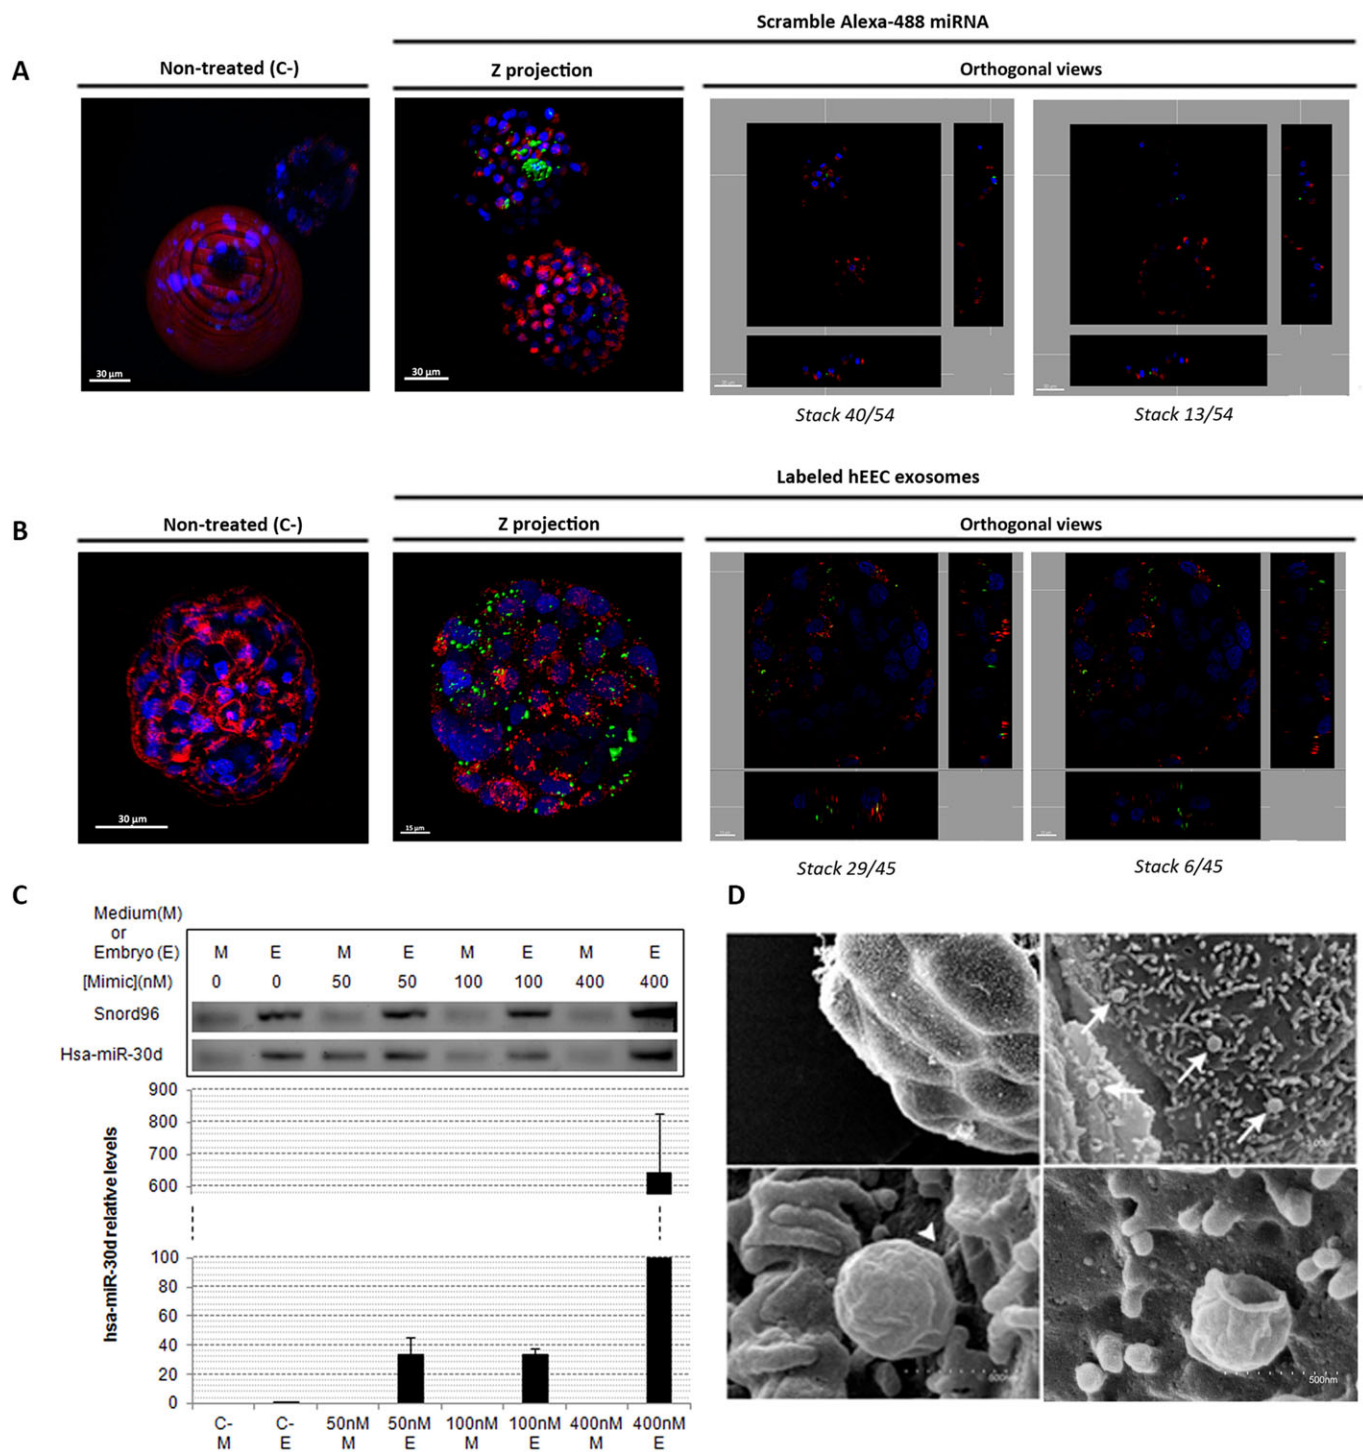 Scramble Alexa-488 miRNA
A
Non-treated (C-)
Z projection
Orthogonal views
30 µm
30 µm
Stack 40/54
Stack 13/54
Labeled hEEC exosomes
B
Non-treated (C-)
Z projection
Orthogonal views
30 µm
15 µm
Stack 29/45
Stack 6/45
C
D
Medium(M)
or
Embryo (E)
M E M E M E M E
[Mimic](nM) 0 0 50 50 100 100 400 400
Snord96
Hsa-miR-30d
hsa-miR-30d relative levels
900
800
700
600
100
80
60
40
20
0
C- C- 50nM 50nM 100nM 100nM 400nM 400nM
M E M E M E M E
500nm